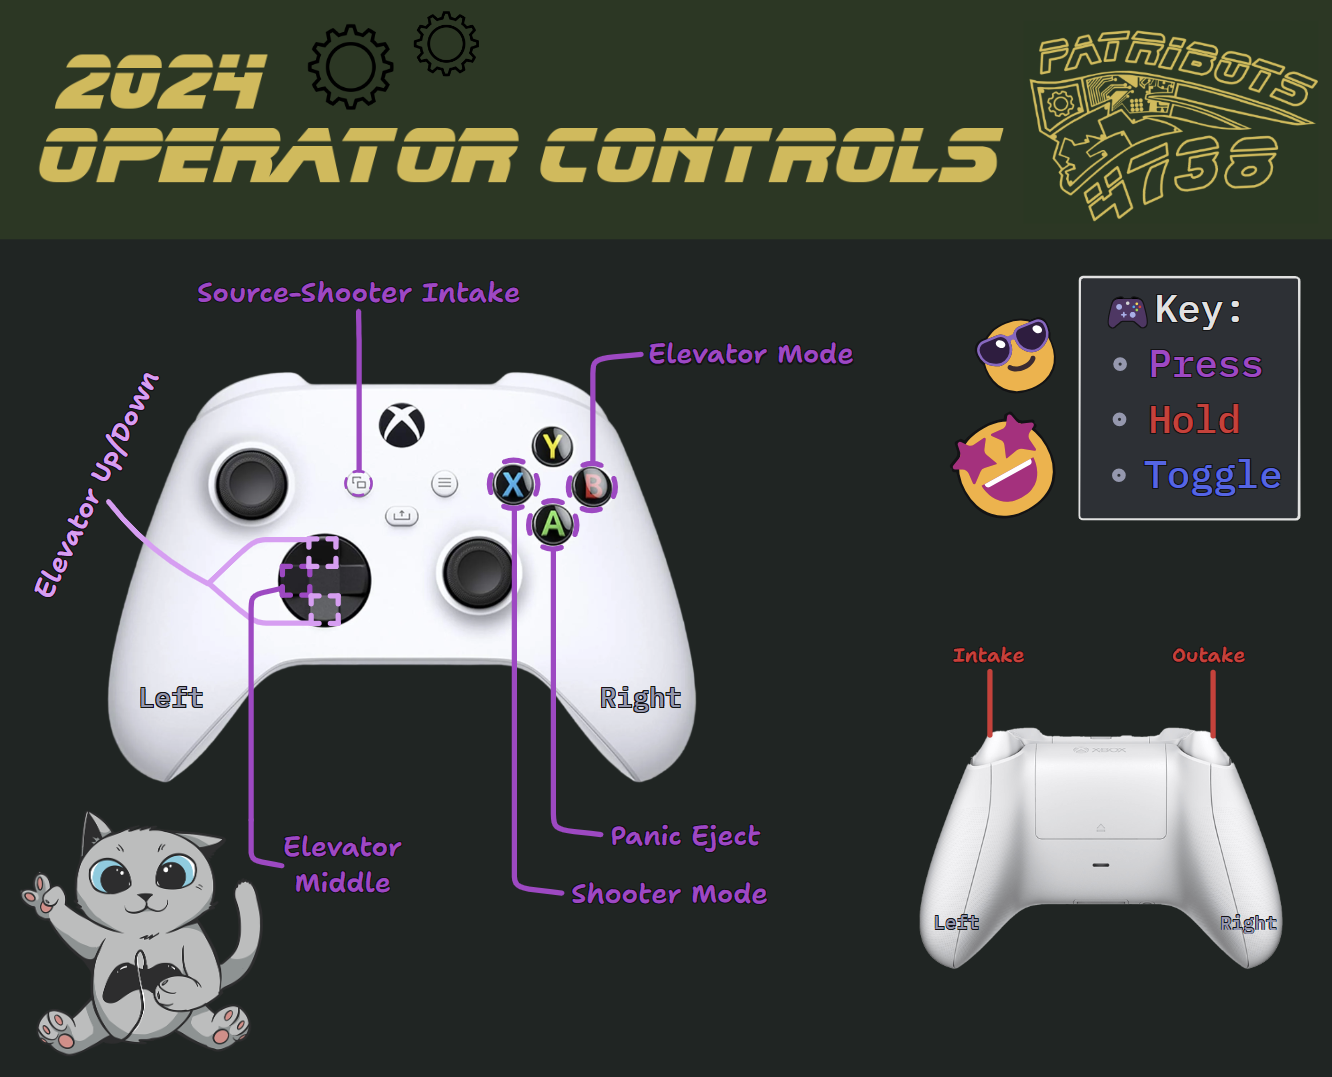 2024
OPERATOR CONTROLS
PATRIBOTS
4738
Source-Shooter Intake
Elevator Mode
Elevator Up/Down
Key:
Press
Hold
Toggle
Y
X
B
A
Left
Right
Elevator
Middle
Panic Eject
Shooter Mode
Intake
Outake
XBOX
Left
Right